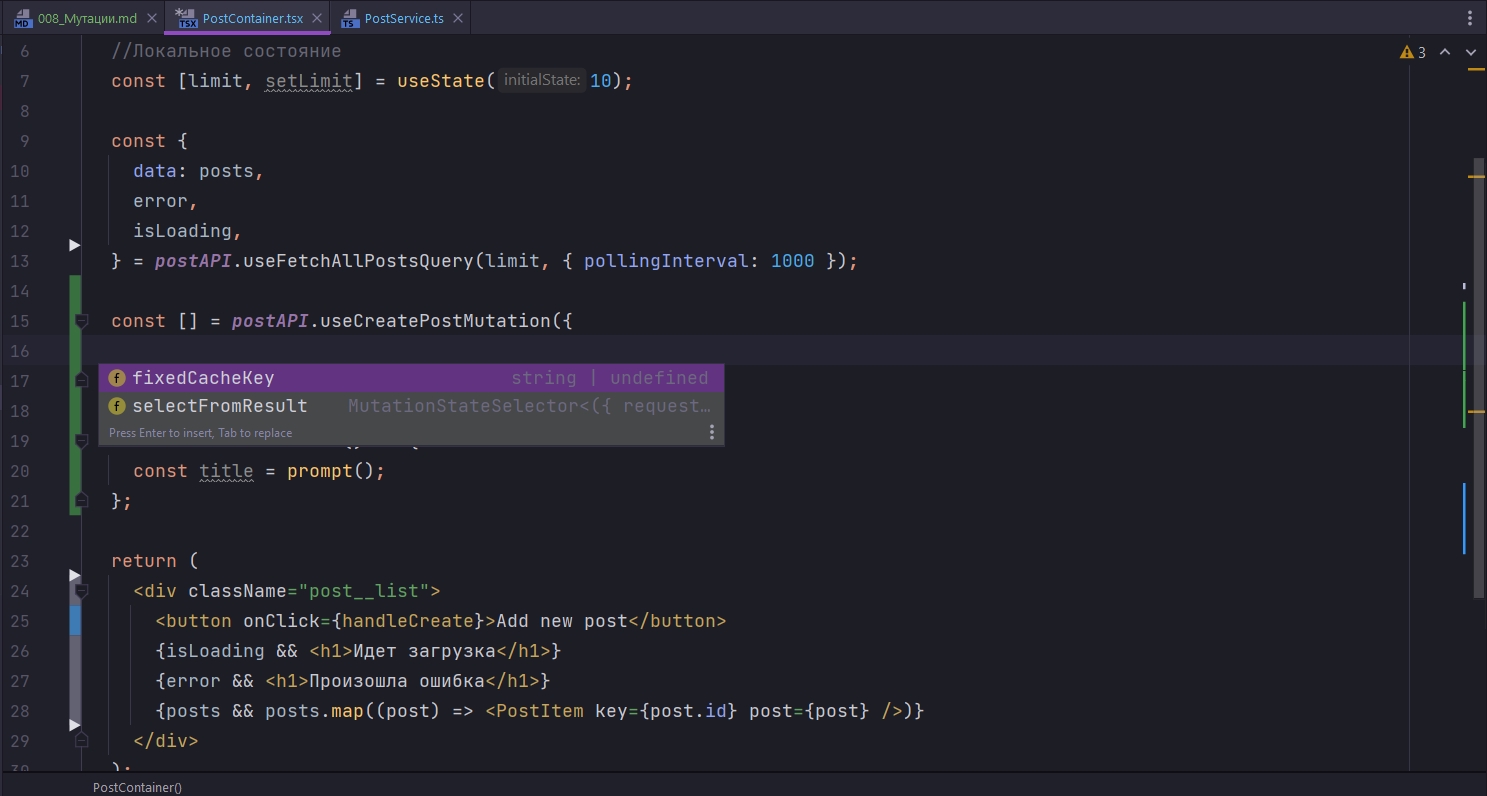 008_Мутации.md
PostContainer.tsx
PostService.ts
6 //Локальное состояние
3
7 const [limit, setLimit] = useState( initialState: 10);
8
9 const {
10 data: posts,
11 error,
12 isLoading,
13 } = postAPI.useFetchAllPostsQuery(limit, { pollingInterval: 1000 });
14
15 const [] = postAPI.useCreatePostMutation({
16
17 fixedCacheKey string | undefined
18 selectFromResult MutationStateSelector<({ request…
Press Enter to insert, Tab to replace
19
20 const title = prompt();
21 };
22
23 return (
24 <div className="post__list">
25 <button onClick={handleCreate}>Add new post</button>
26 {isLoading && <h1>Идет загрузка</h1>}
27 {error && <h1>Произошла ошибка</h1>}
28 {posts && posts.map((post) => <PostItem key={post.id} post={post} />)}
29 </div>
30 );
PostContainer()